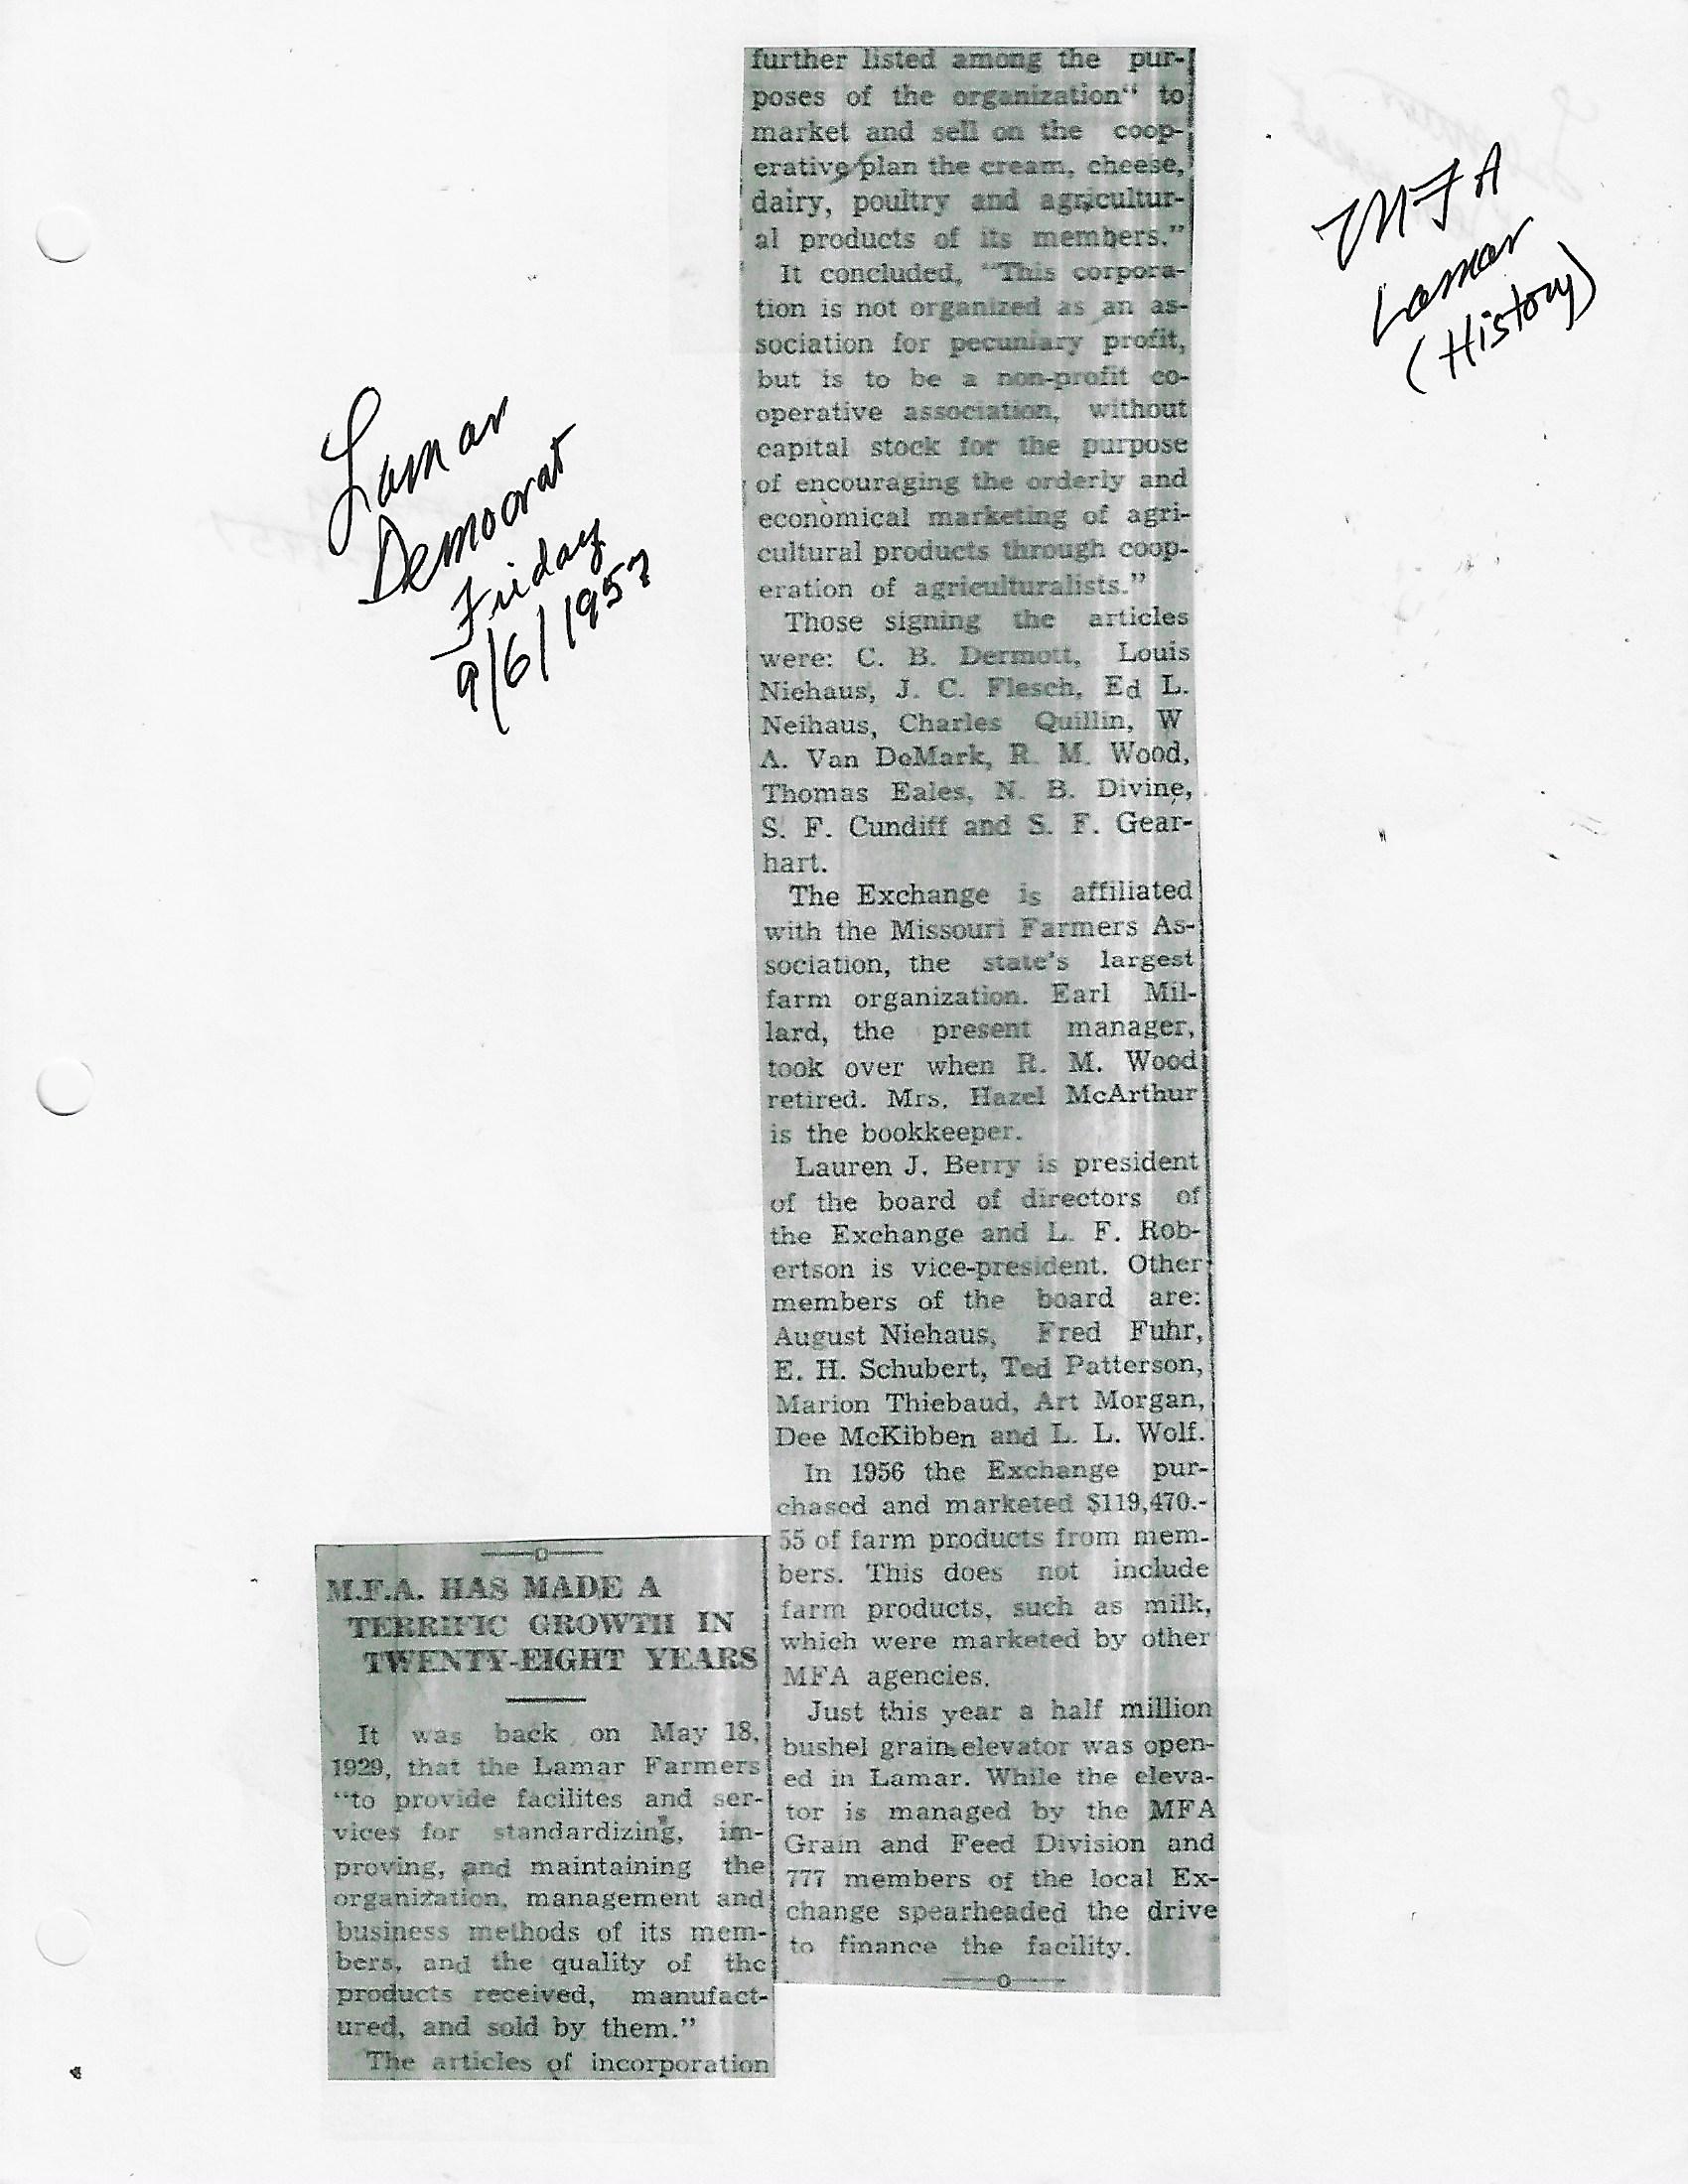 MFA
Lamar
(History)
Lamar
Democrat
Friday
9/6/1957
M.F.A. HAS MADE A
TERRIFIC GROWTH IN
TWENTY-EIGHT YEARS
It was back on May 18,
1929, that the Lamar Farmers
“to provide facilites and ser-
vices for standardizing, im-
proving, and maintaining the
organization, management and
business methods of its mem-
bers, and the quality of the
products received, manufact-
ured, and sold by them.”
The articles of incorporation
further listed among the pur-
poses of the organization“ to
market and sell on the coop-
erative plan the cream, cheese,
dairy, poultry and agricultur-
al products of its members.”
It concluded, “This corpora-
tion is not organized as an as-
sociation for pecuniary profit,
but is to be a non-profit co-
operative association, without
capital stock for the purpose
of encouraging the orderly and
economical marketing of agri-
cultural products through coop-
eration of agriculturalists.”
Those signing the articles
were: C. B. Dermott, Louis
Niehaus, J. C. Flesch, Ed L.
Neihaus, Charles Quillin, W
A. Van DeMark, R. M. Wood,
Thomas Eales, N. B. Divine,
S. F. Cundiff and S. F. Gear-
hart.
The Exchange is affiliated
with the Missouri Farmers As-
sociation, the state's largest
farm organization. Earl Mil-
lard, the present manager,
took over when R. M. Wood
retired. Mrs. Hazel McArthur
is the bookkeeper.
Lauren J. Berry is president
of the board of directors of
the Exchange and L. F. Rob-
ertson is vice-president. Other
members of the board are:
August Niehaus, Fred Fuhr,
E. H. Schubert, Ted Patterson,
Marion Thiebaud, Art Morgan,
Dee McKibben and L. L. Wolf.
In 1956 the Exchange pur-
chased and marketed $119,470.-
55 of farm products from mem-
bers. This does not include
farm products, such as milk,
which were marketed by other
MFA agencies.
Just this year a half million
bushel grain elevator was open-
ed in Lamar. While the eleva-
tor is managed by the MFA
Grain and Feed Division and
777 members of the local Ex-
change spearheaded the drive
to finance the facility.